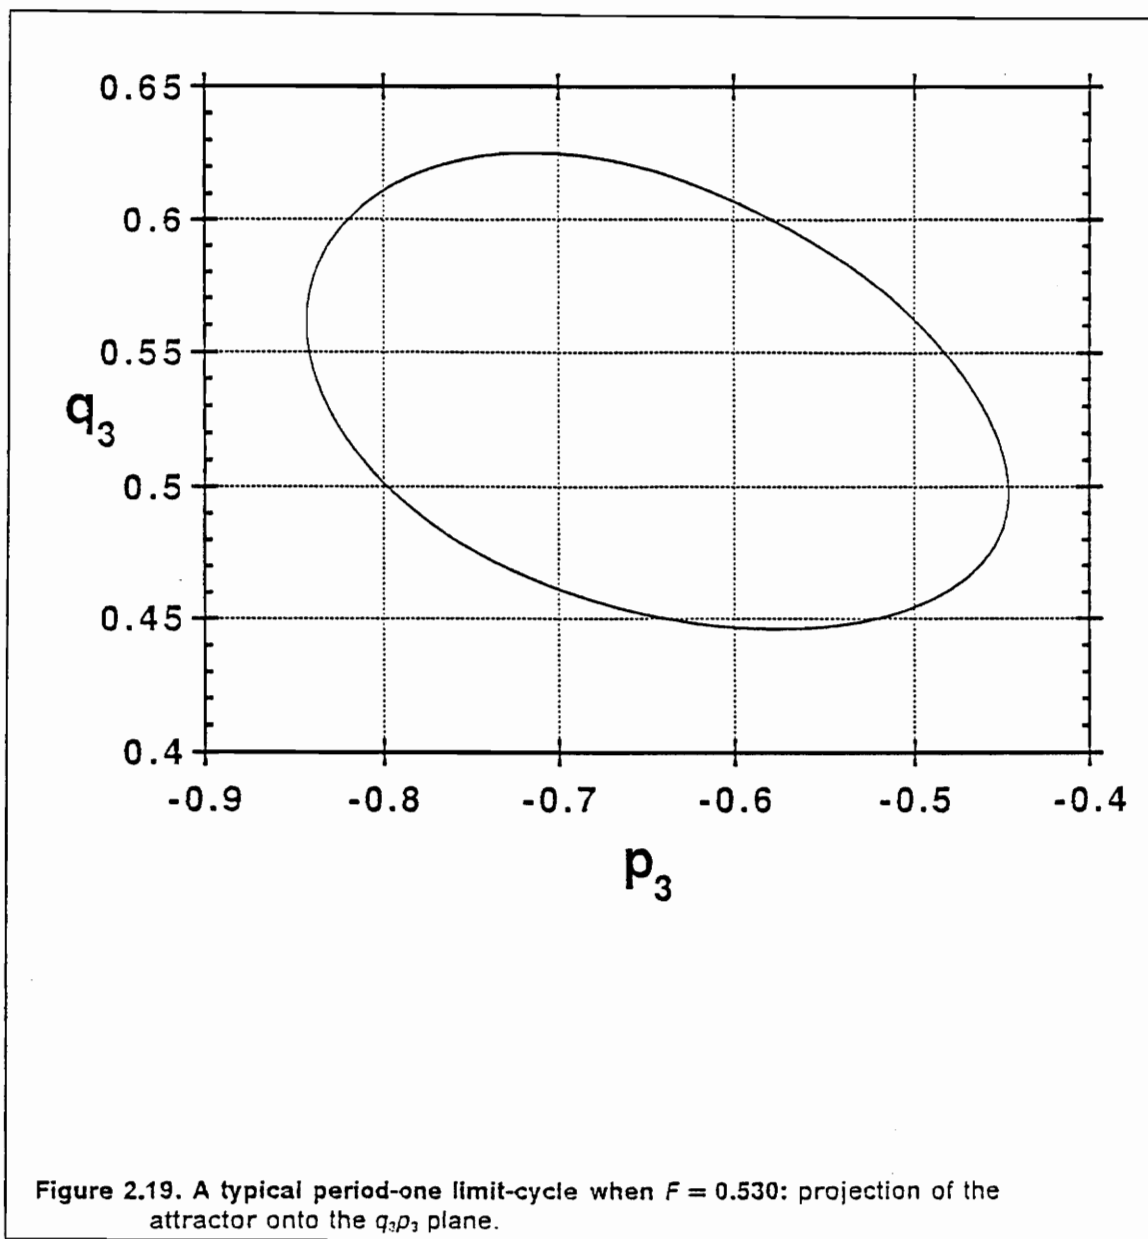 0.65
0.6
0.55
q₃
0.5
0.45
0.4
-0.9 -0.8 -0.7 -0.6 -0.5 -0.4
p₃
Figure 2.19. A typical period-one limit-cycle when F = 0.530: projection of the
attractor onto the q₃p₃ plane.